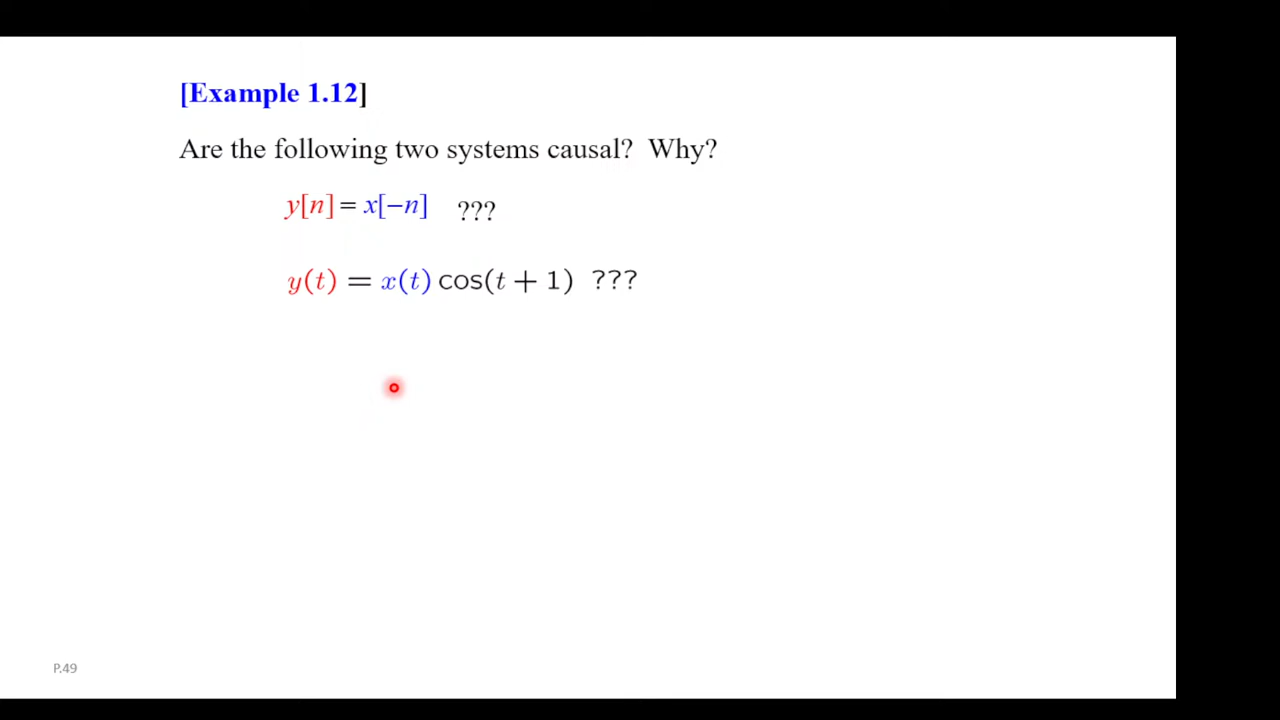 [Example 1.12]
Are the following two systems causal? Why?
y[n] = x[−n] ???
y(t) = x(t) cos(t + 1) ???
P.49